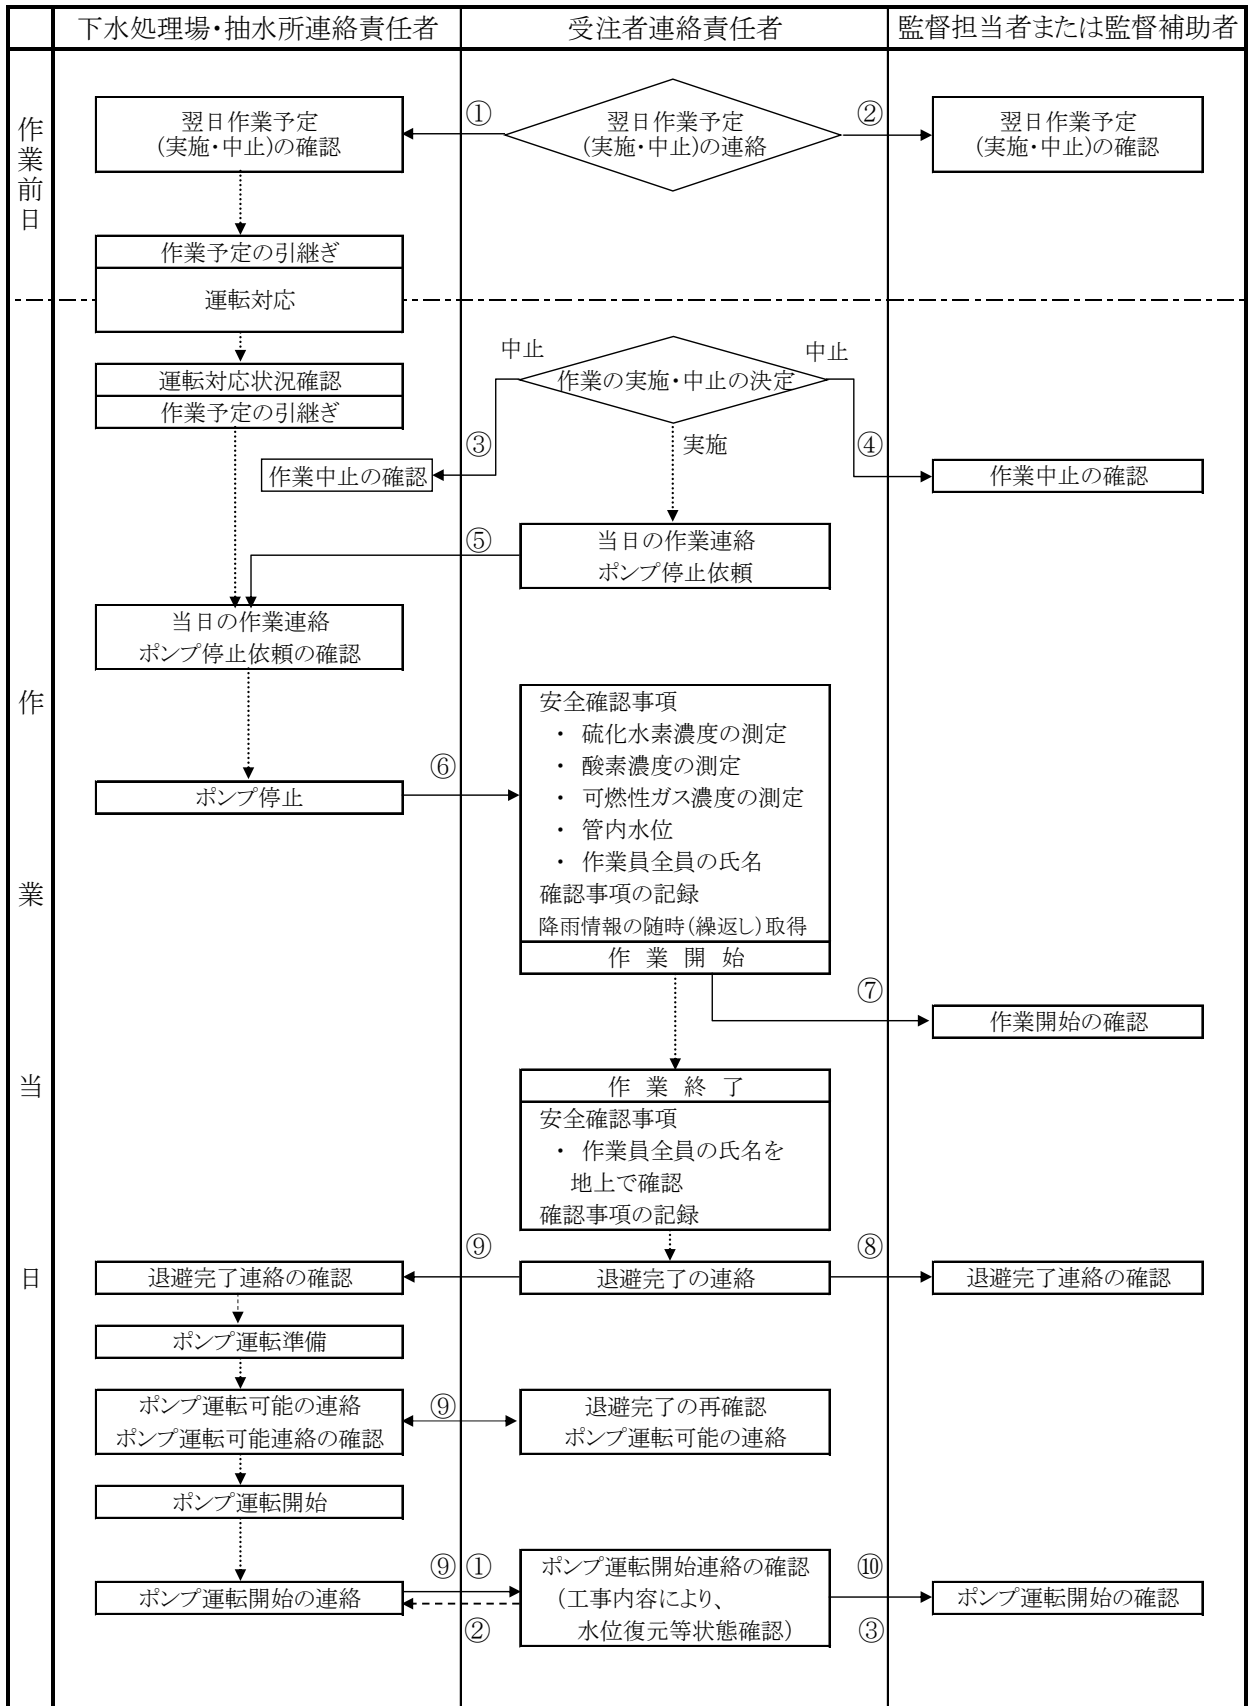 下水処理場・抽水所連絡責任者
受注者連絡責任者
監督担当者または監督補助者
作業前日
①
②
翌日作業予定
(実施・中止)の確認
翌日作業予定
(実施・中止)の連絡
翌日作業予定
(実施・中止)の確認
作業予定の引継ぎ
運転対応
作業当日
中止
中止
運転対応状況確認
作業予定の引継ぎ
作業の実施・中止の決定
③
実施
④
作業中止の確認
作業中止の確認
⑤
当日の作業連絡
ポンプ停止依頼
当日の作業連絡
ポンプ停止依頼の確認
⑥
ポンプ停止
安全確認事項
・ 硫化水素濃度の測定
・ 酸素濃度の測定
・ 可燃性ガス濃度の測定
・ 管内水位
・ 作業員全員の氏名
確認事項の記録
降雨情報の随時(繰返し)取得
作 業 開 始
⑦
作業開始の確認
作 業 終 了
安全確認事項
・ 作業員全員の氏名を
地上で確認
確認事項の記録
⑨
⑧
退避完了連絡の確認
退避完了の連絡
退避完了連絡の確認
ポンプ運転準備
ポンプ運転可能の連絡
ポンプ運転可能連絡の確認
⑨
退避完了の再確認
ポンプ運転可能の連絡
ポンプ運転開始
⑨ ①
⑩
ポンプ運転開始の連絡
ポンプ運転開始連絡の確認
(工事内容により、
水位復元等状態確認)
ポンプ運転開始の確認
②
③